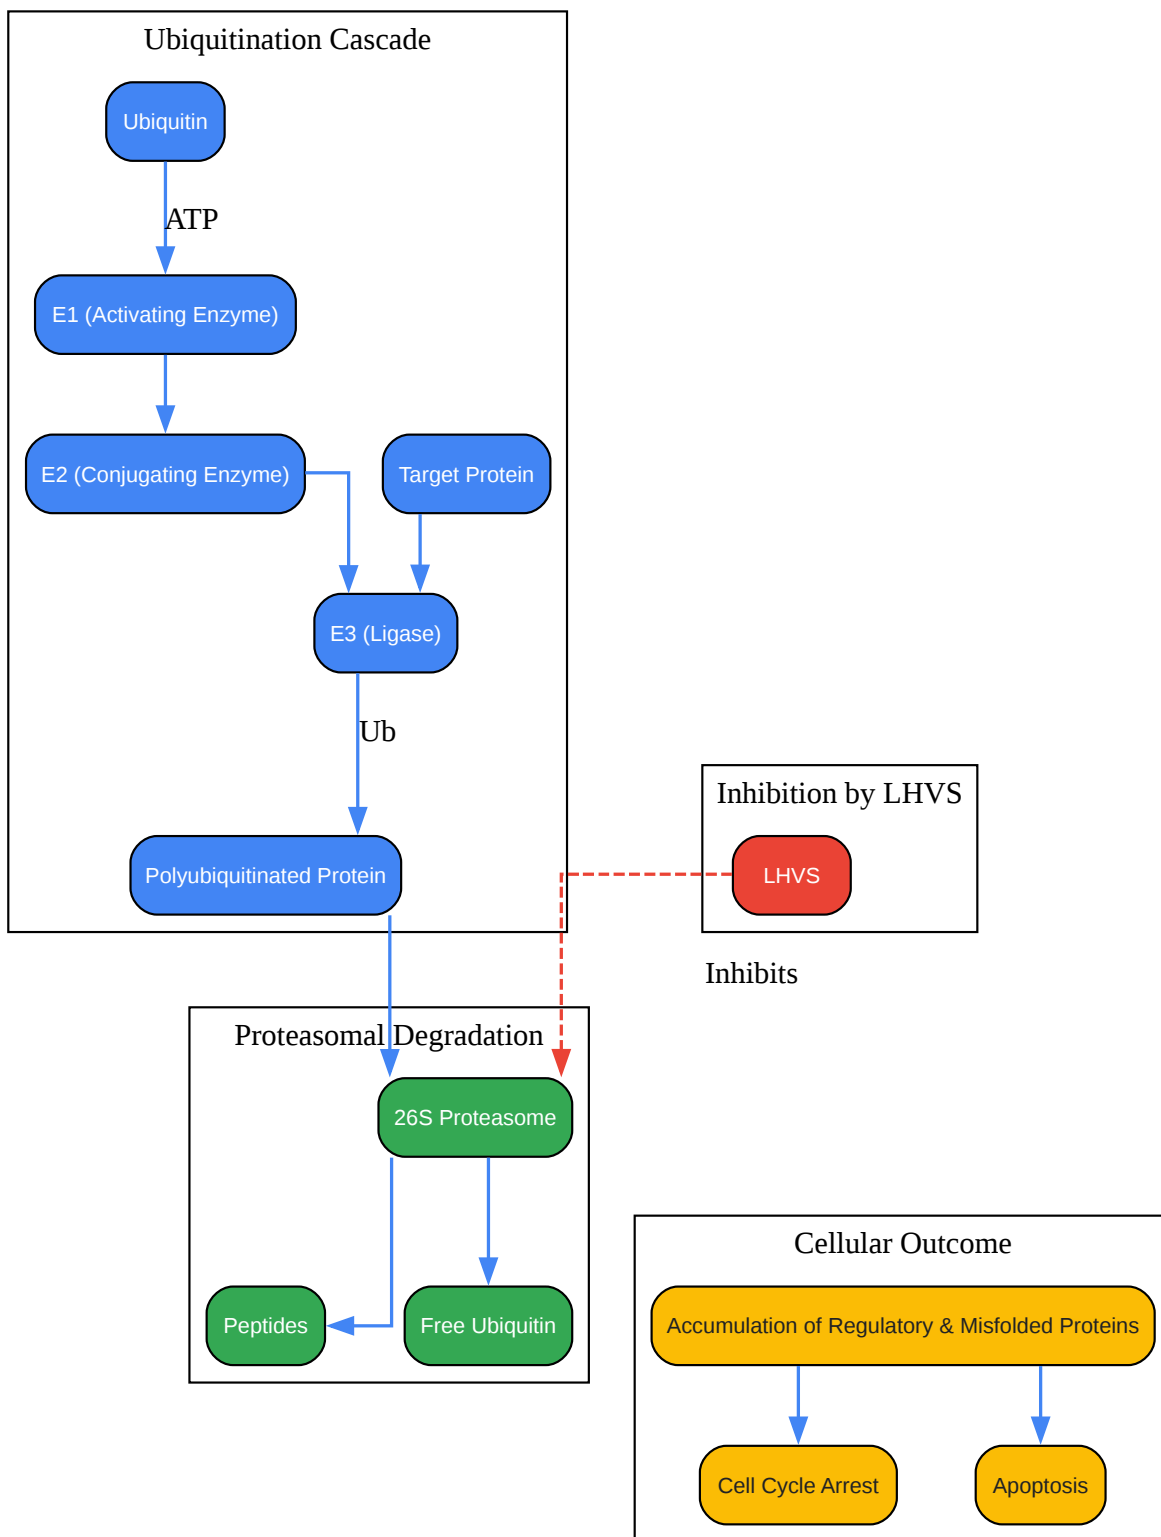 Ubiquitination Cascade
Ubiquitin
ATP
E1 (Activating Enzyme)
E2 (Conjugating Enzyme)
Target Protein
E3 (Ligase)
Ub
Polyubiquitinated Protein
Inhibition by LHVS
LHVS
Inhibits
Proteasomal Degradation
26S Proteasome
Peptides
Free Ubiquitin
Cellular Outcome
Accumulation of Regulatory & Misfolded Proteins
Cell Cycle Arrest
Apoptosis